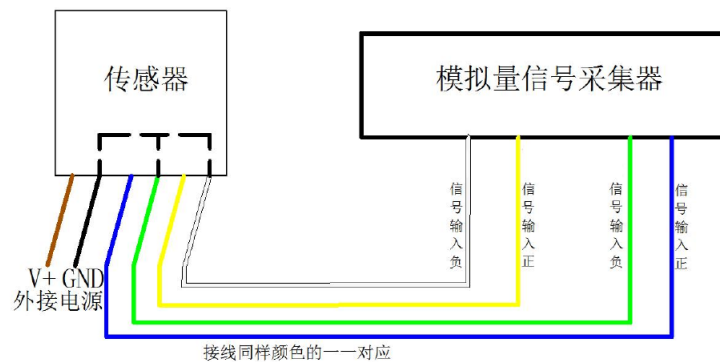 传感器
模拟量信号采集器
信号输入负
信号输入正
信号输入负
信号输入正
V+ GND
外接电源
接线同样颜色的一一对应